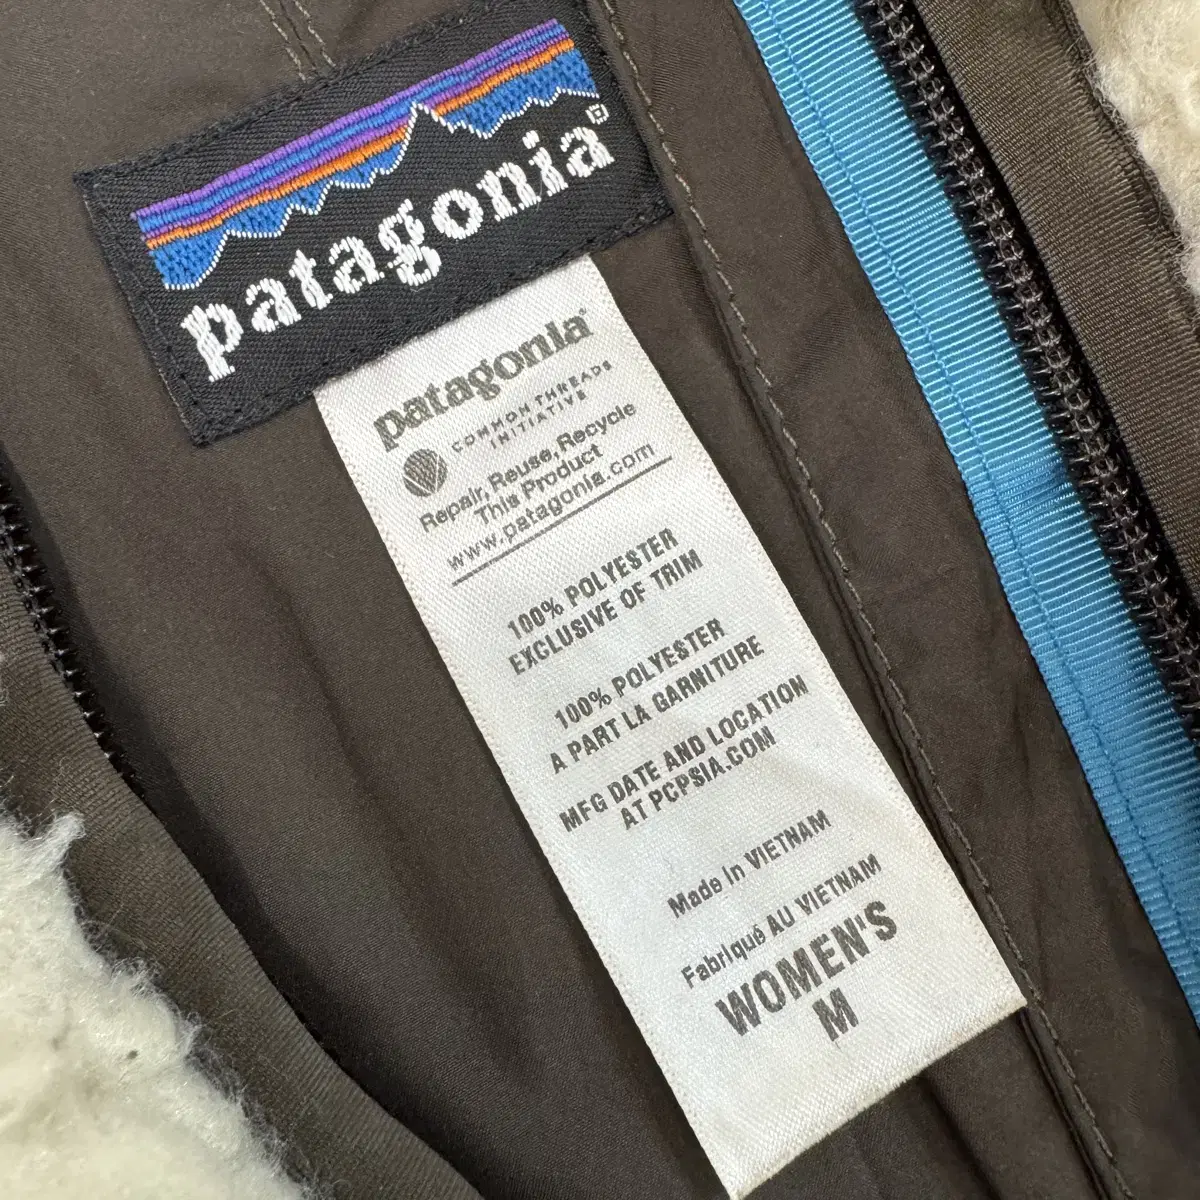 patagonia®
patagonia®
COMMON THREADS
INITIATIVE
Repair, Reuse, Recycle
This Product
www.patagonia.com
100% POLYESTER
EXCLUSIVE OF TRIM
100% POLYESTER
A PART LA GARNITURE
MFG DATE AND LOCATION
AT PCPSIA.COM
Made in VIETNAM
Fabriqué AU VIETNAM
WOMEN'S
M